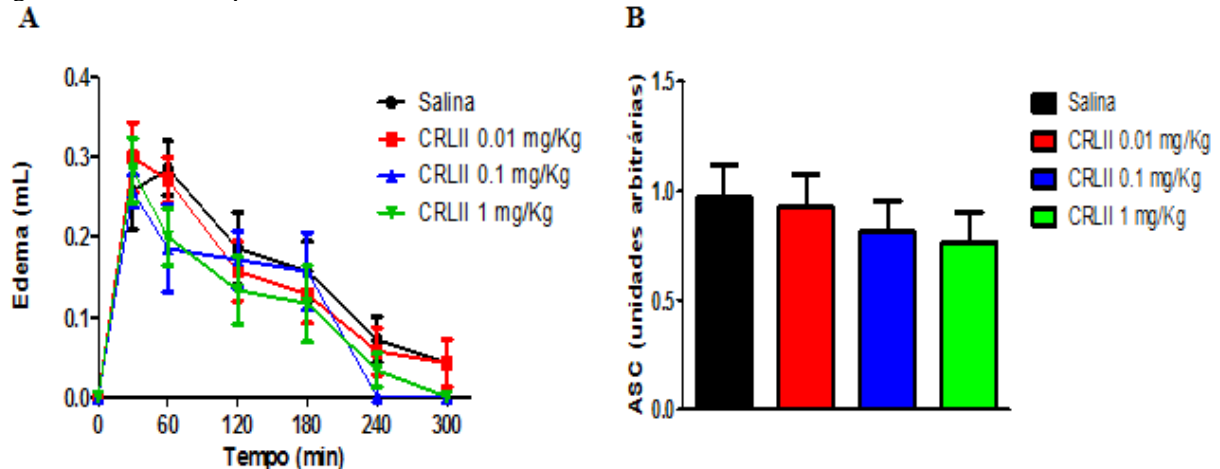 A
B
Edema (mL)
0.4
0.3
0.2
0.1
0.0
0 60 120 180 240 300
Tempo (min)
Salina
CRLII 0.01 mg/Kg
CRLII 0.1 mg/Kg
CRLII 1 mg/Kg
ASC (unidades arbitrárias)
1.5
1.0
0.5
0.0
Salina
CRLII 0.01 mg/Kg
CRLII 0.1 mg/Kg
CRLII 1 mg/Kg